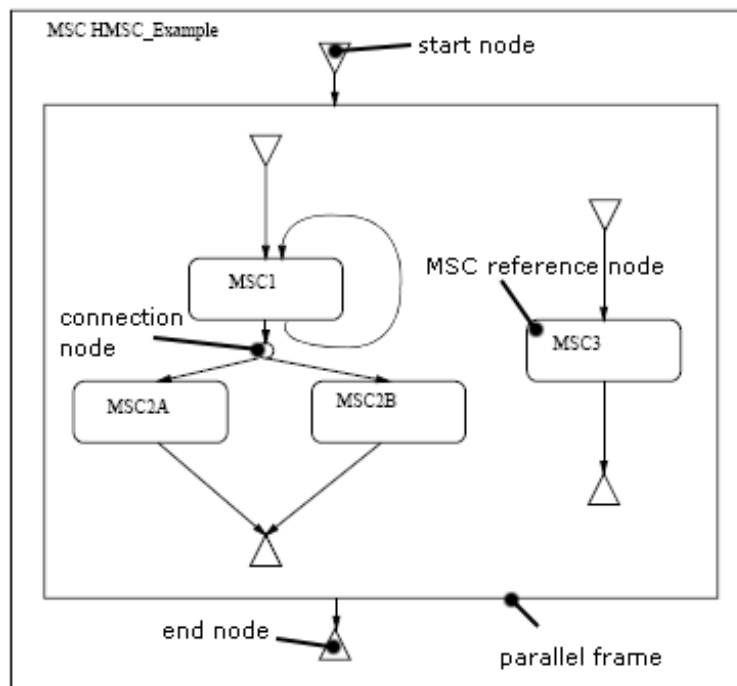 MSC HMSC_Example
start node
MSC1
MSC reference node
connection
node
MSC3
MSC2A
MSC2B
end node
parallel frame